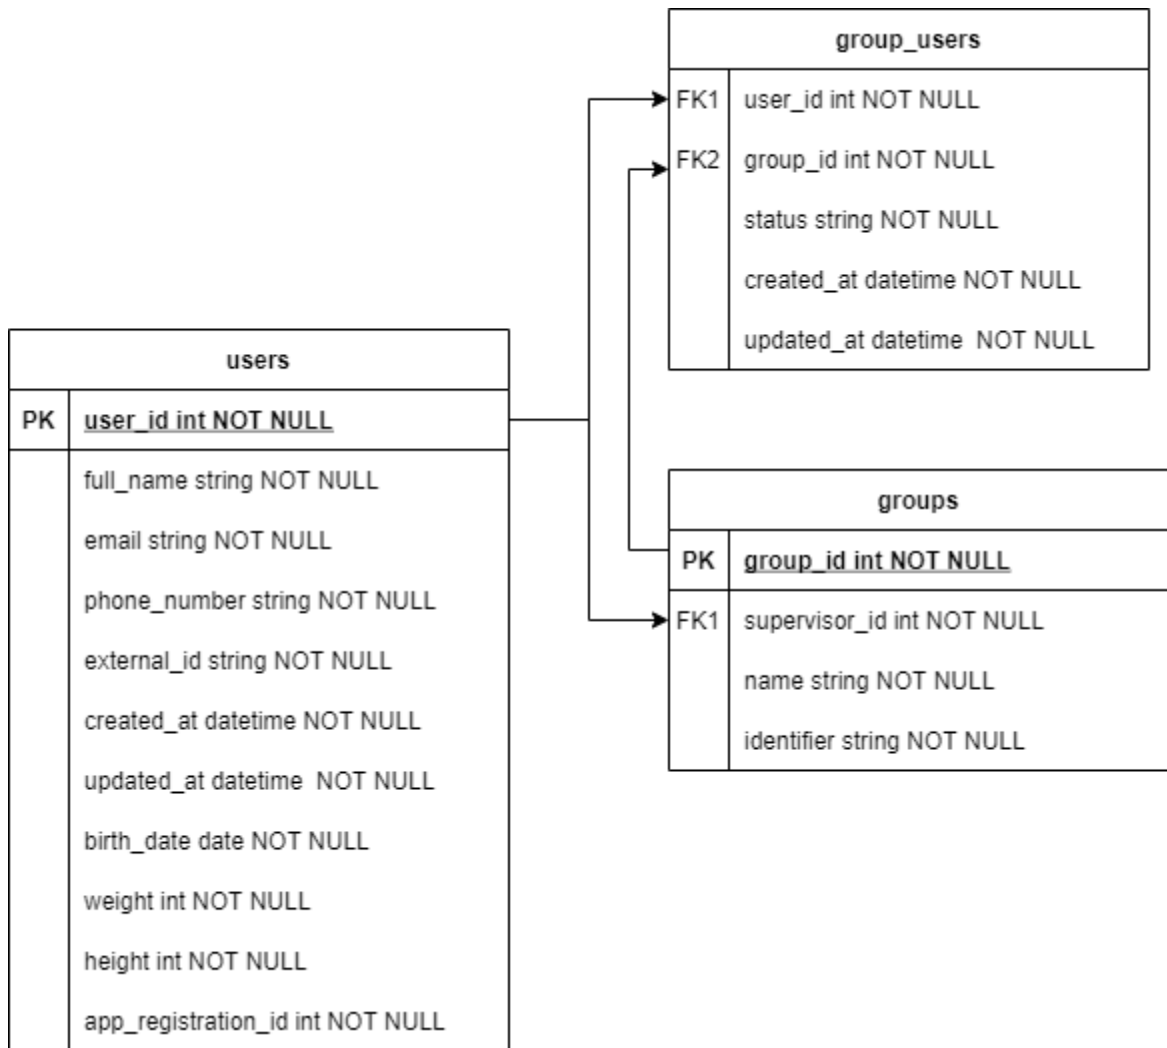 group_users
FK1 user_id int NOT NULL
FK2 group_id int NOT NULL
status string NOT NULL
created_at datetime NOT NULL
updated_at datetime  NOT NULL
users
PK user_id int NOT NULL
full_name string NOT NULL
email string NOT NULL
phone_number string NOT NULL
external_id string NOT NULL
created_at datetime NOT NULL
updated_at datetime  NOT NULL
birth_date date NOT NULL
weight int NOT NULL
height int NOT NULL
app_registration_id int NOT NULL
groups
PK group_id int NOT NULL
FK1 supervisor_id int NOT NULL
name string NOT NULL
identifier string NOT NULL